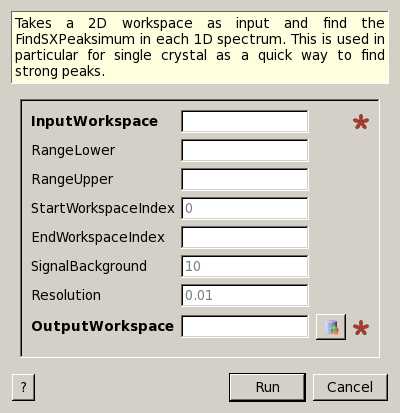 Takes a 2D workspace as input and find the
FindSXPeaksimum in each 1D spectrum. This is used in
particular for single crystal as a quick way to find
strong peaks.
InputWorkspace *
RangeLower
RangeUpper
StartWorkspaceIndex 0
EndWorkspaceIndex
SignalBackground 10
Resolution 0.01
OutputWorkspace *
? Run Cancel